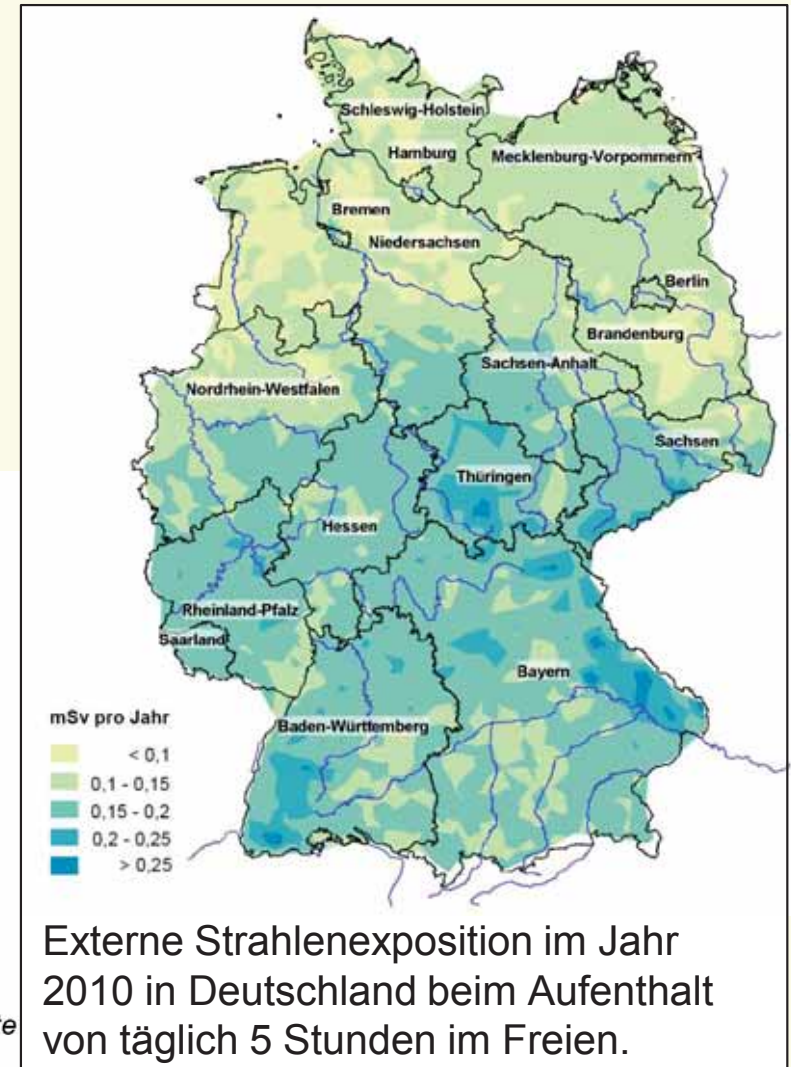 Schleswig-Holstein
Hamburg
Mecklenburg-Vorpommern
Bremen
Niedersachsen
Berlin
Brandenburg
Sachsen-Anhalt
Nordrhein-Westfalen
Sachsen
Thüringen
Hessen
Rheinland-Pfalz
Saarland
Bayern
Baden-Württemberg
mSv pro Jahr
< 0,1
0,1 - 0,15
0,15 - 0,2
0,2 - 0,25
> 0,25
Externe Strahlenexposition im Jahr
2010 in Deutschland beim Aufenthalt
von täglich 5 Stunden im Freien.